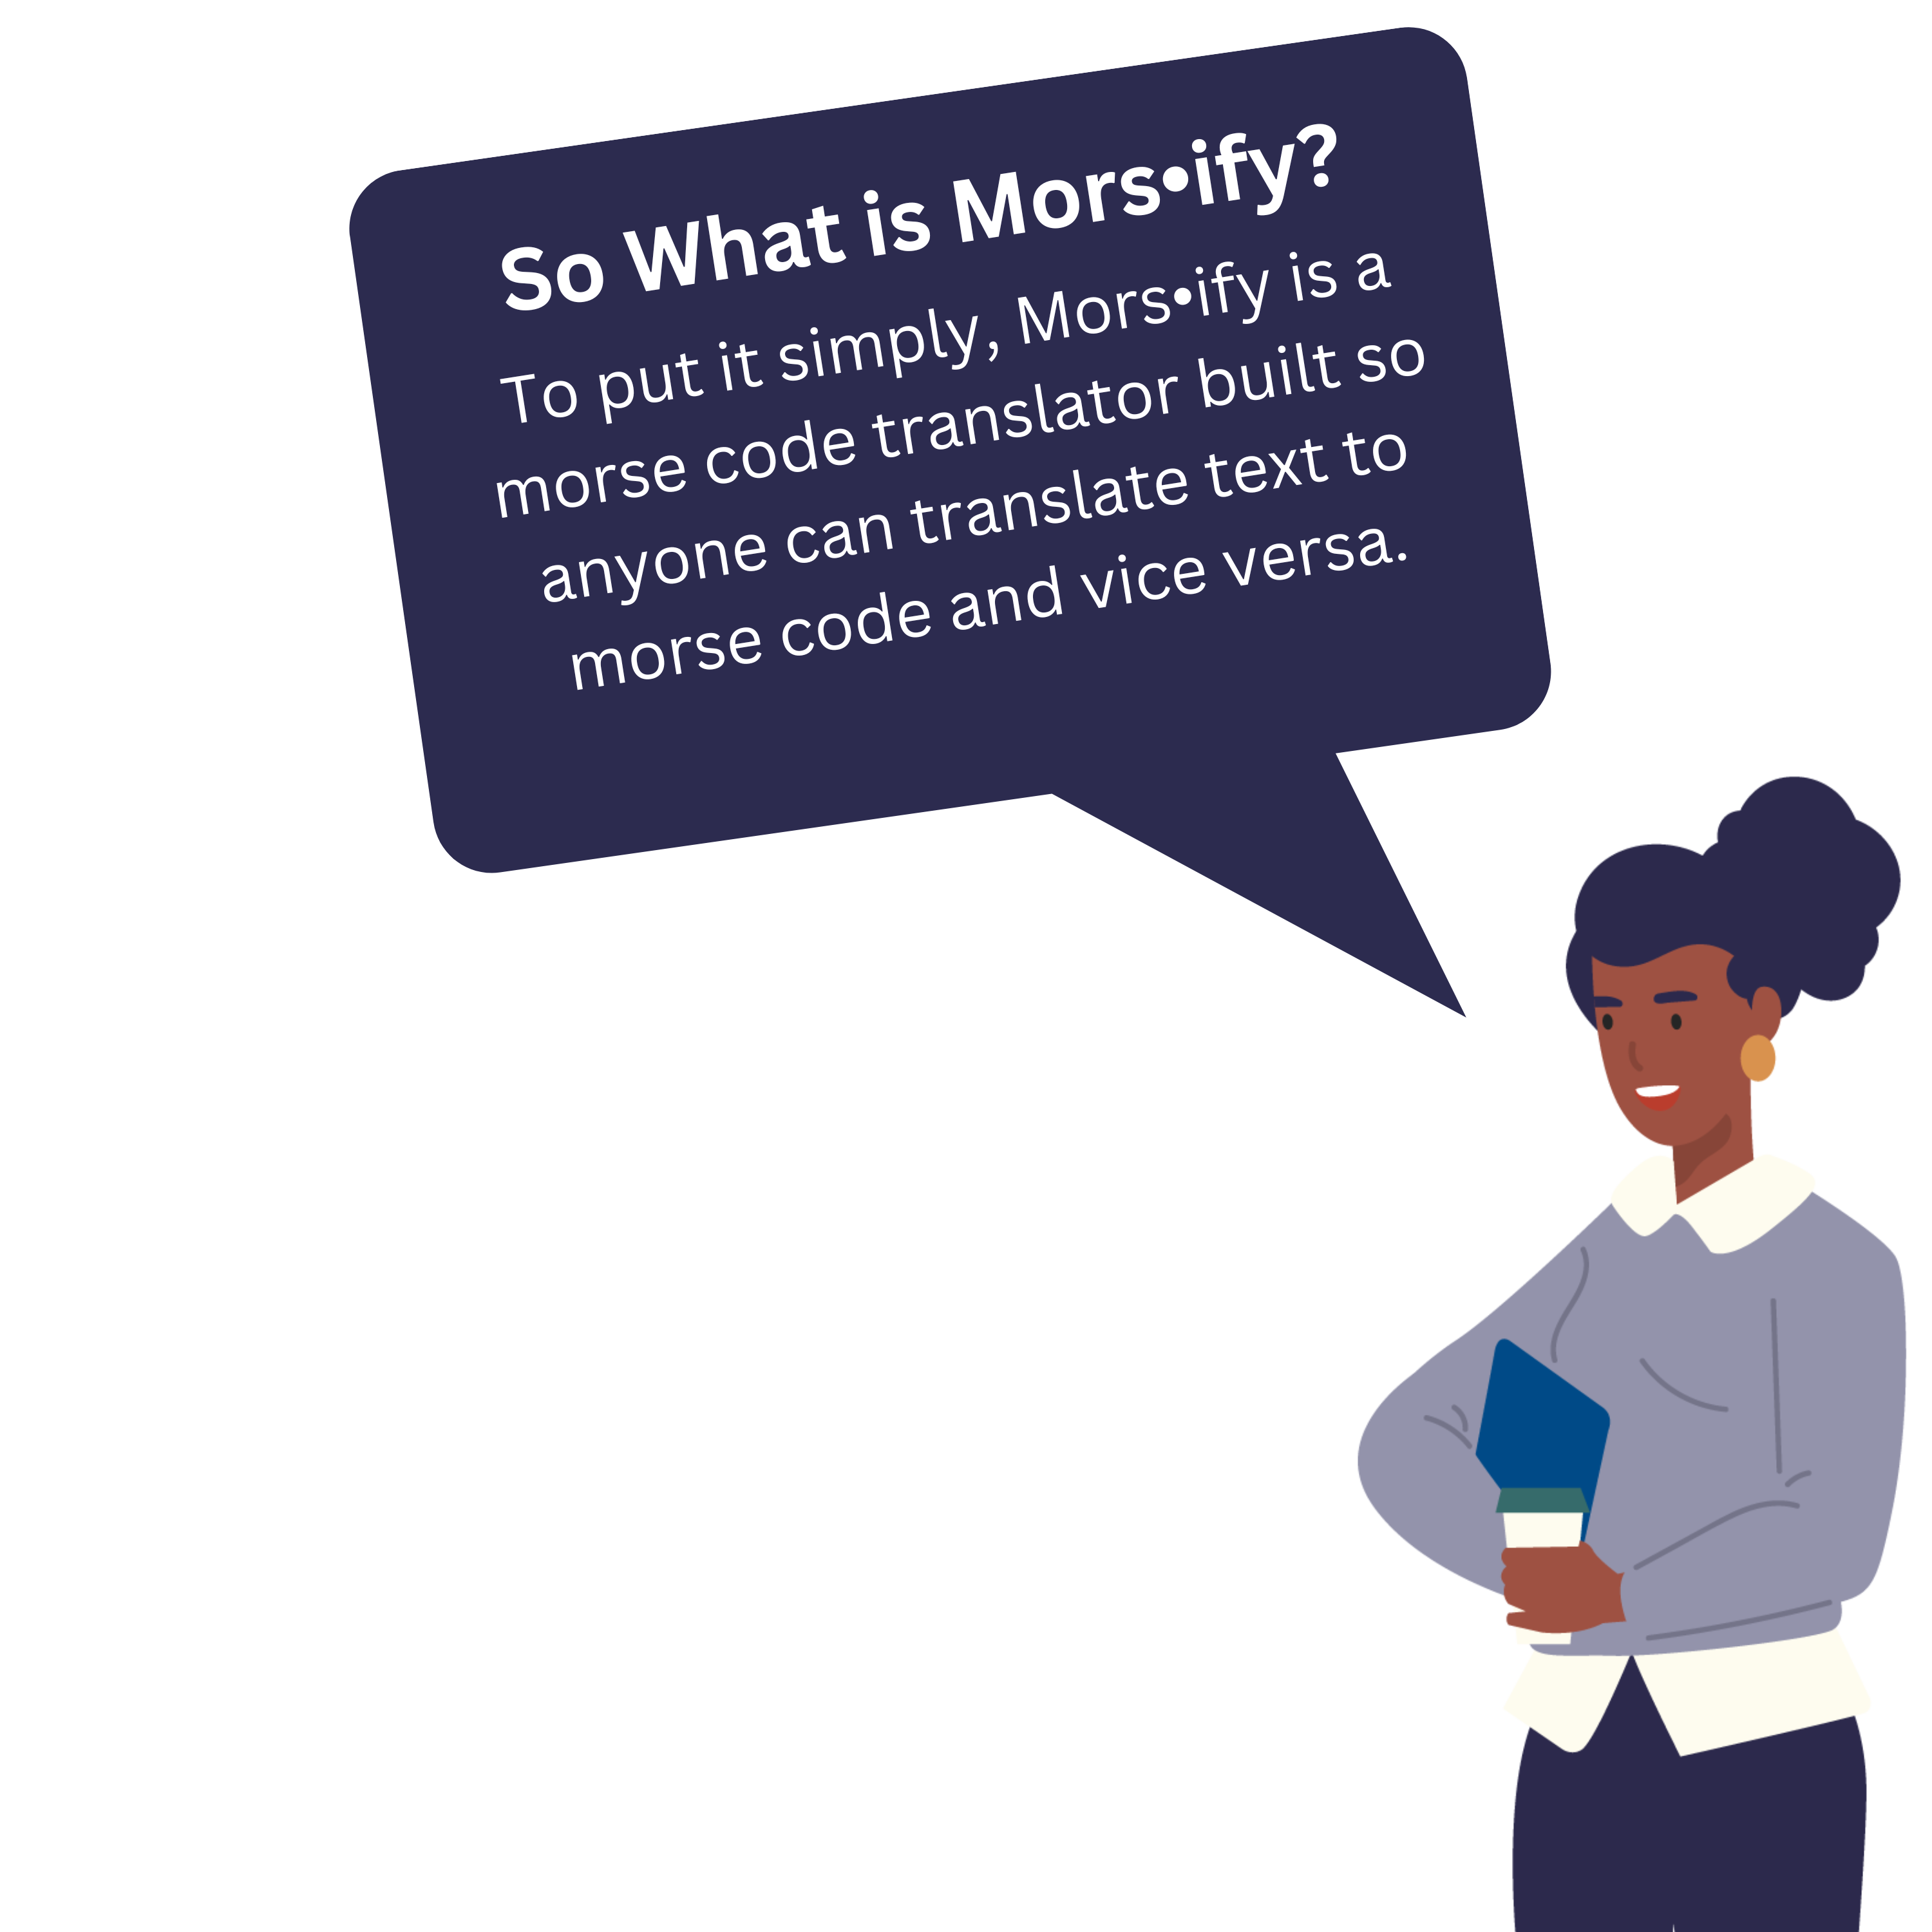 So What is Mors•ify?
To put it simply, Mors•ify is a
morse code translator built so
anyone can translate text to
morse code and vice versa.